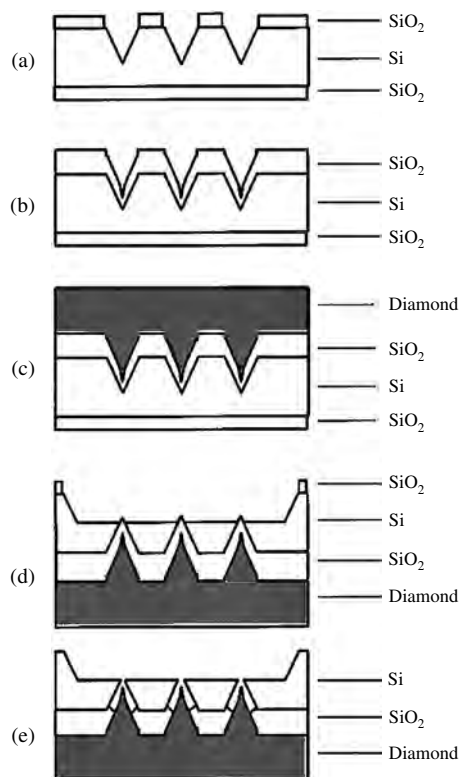 SiO₂
(a)
Si
SiO₂
SiO₂
(b)
Si
SiO₂
Diamond
SiO₂
(c)
Si
SiO₂
SiO₂
Si
SiO₂
(d)
Diamond
Si
SiO₂
(e)
Diamond